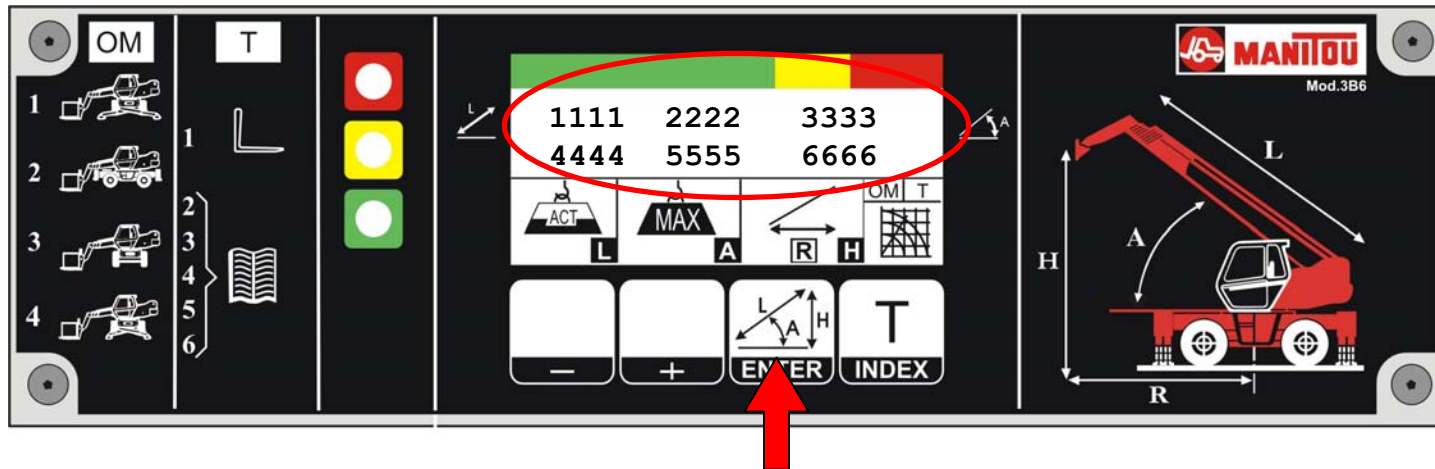 OM
1
2
3
4
T
1
2
3
4
5
6
L
1111 2222 3333
4444 5555 6666
A
ACT
L
MAX
A
R H
OM T
−
+
L A H
ENTER
T
INDEX
MANITOU
Mod.3B6
L
A
H
R